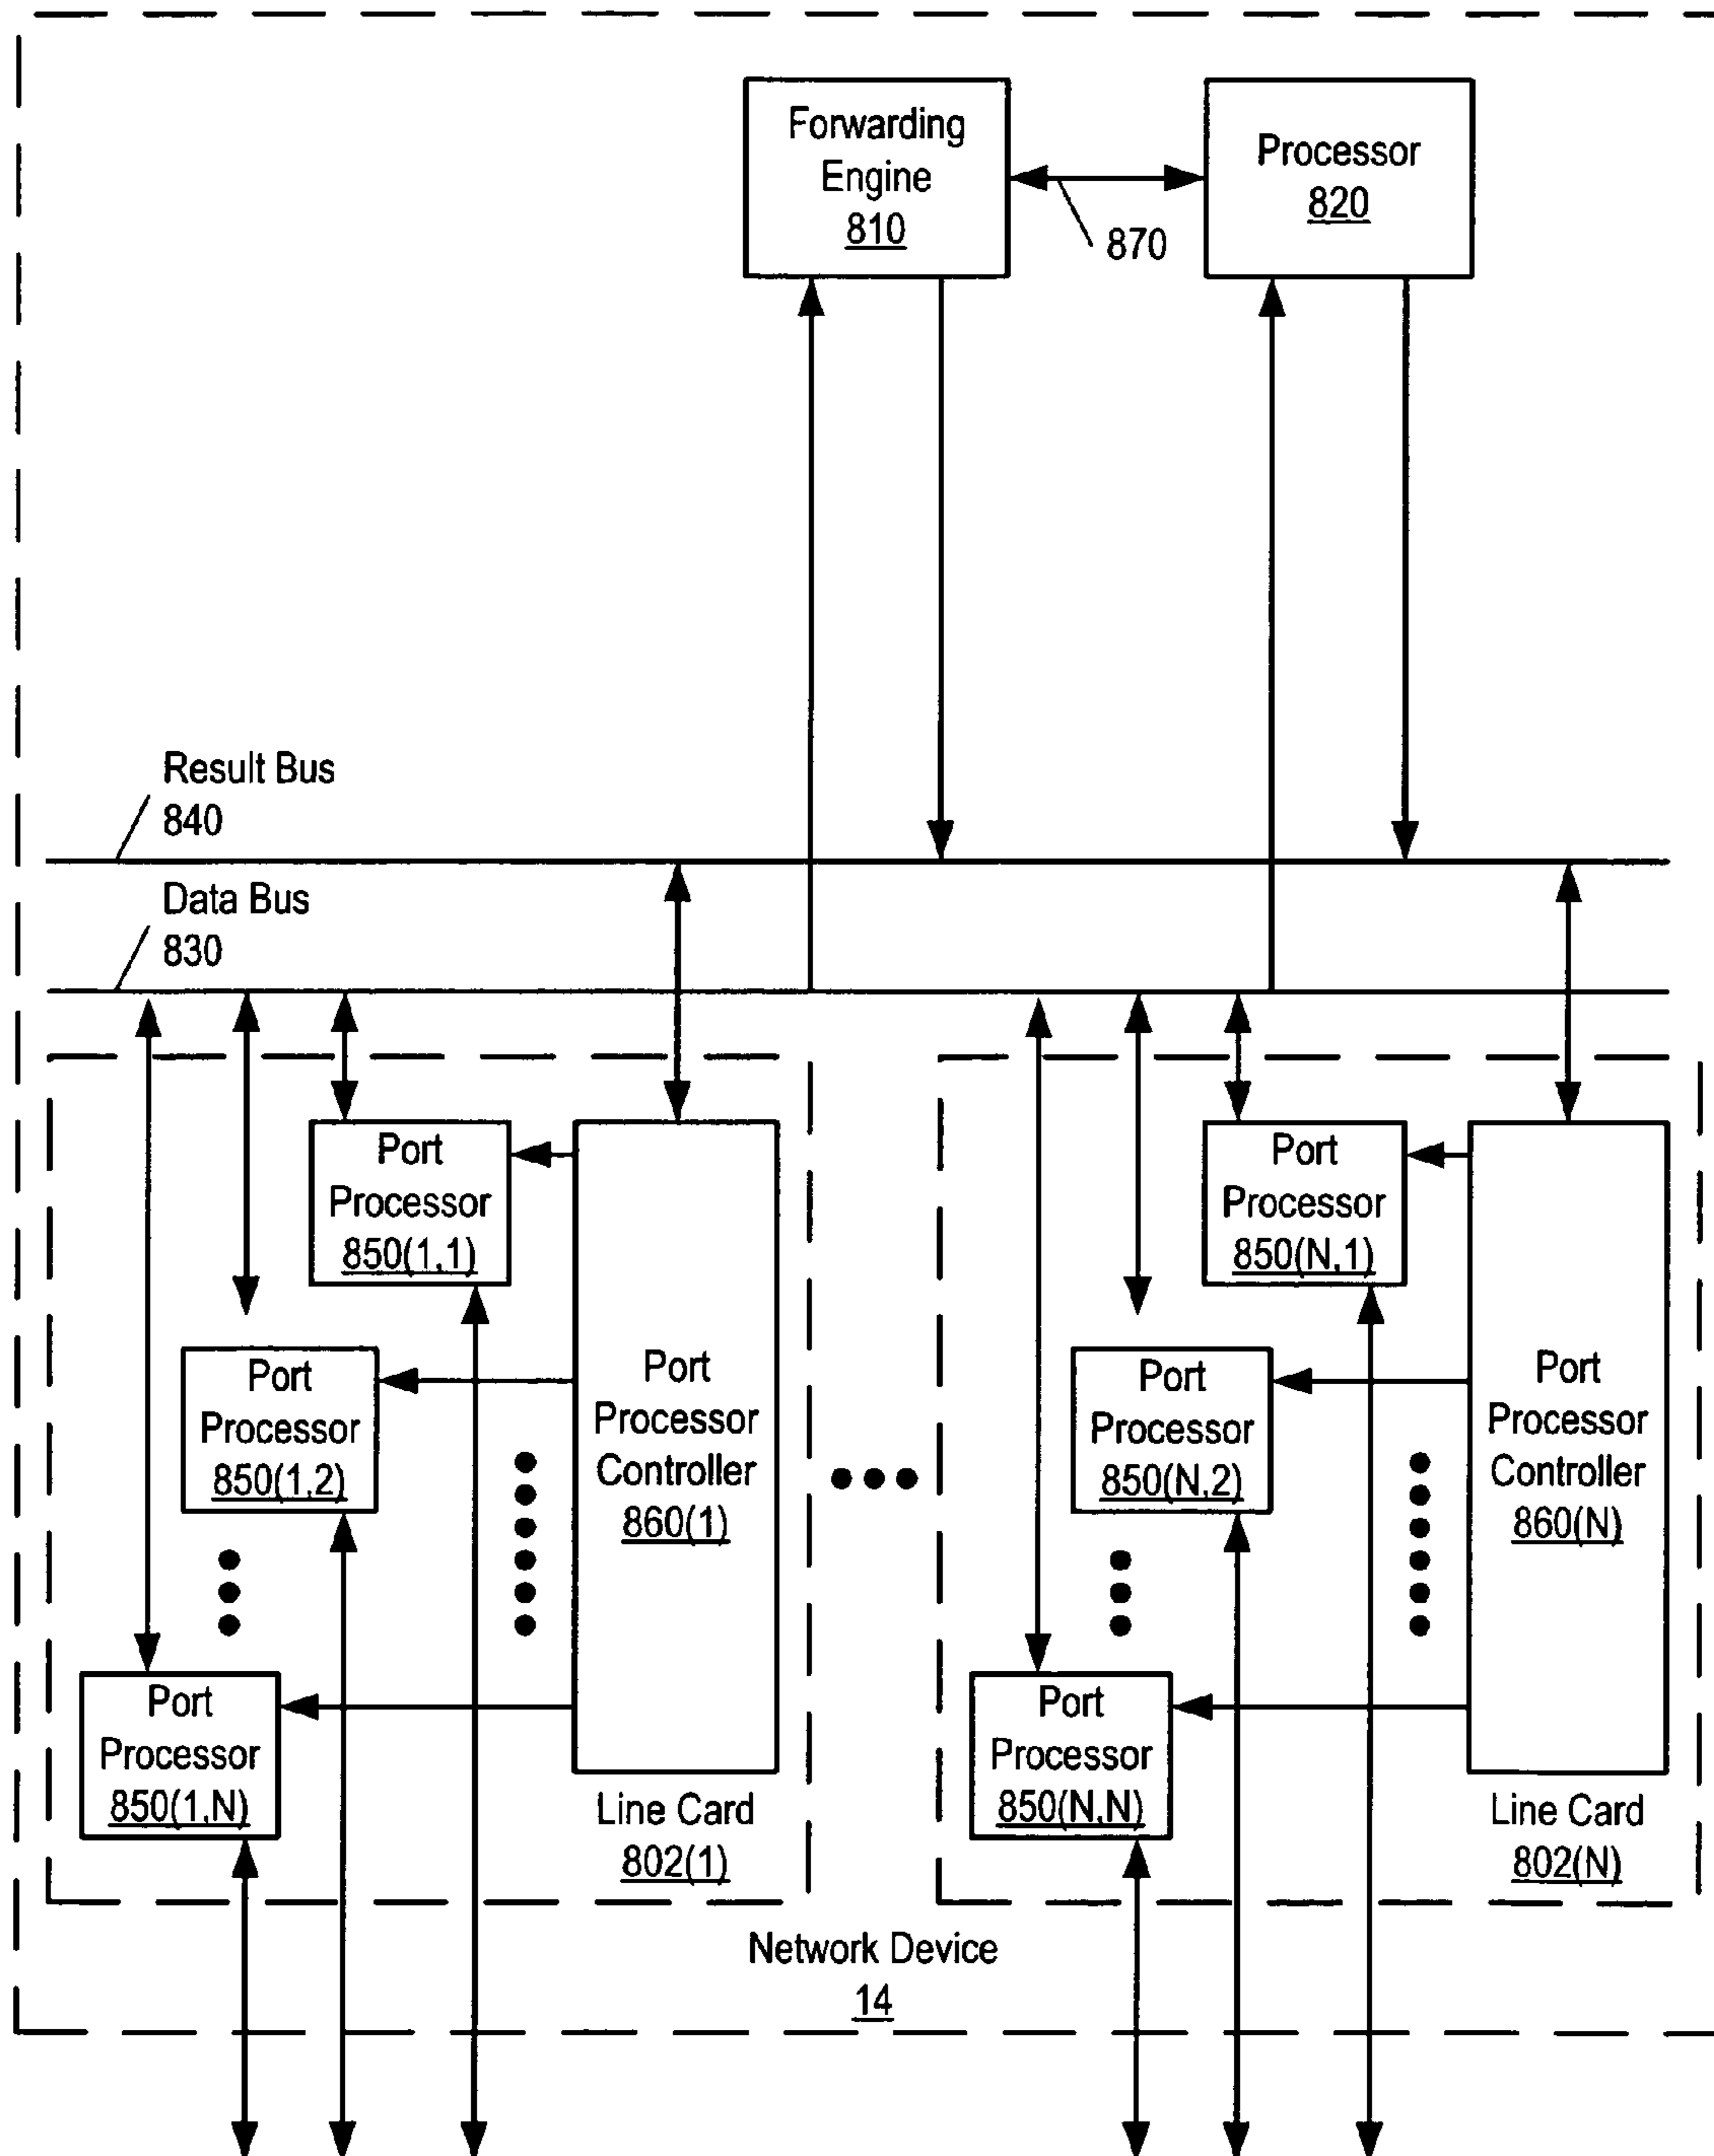 Forwarding
Engine
810
Processor
820
870
Result Bus
840
Data Bus
830
Port
Processor
850(1,1)
Port
Processor
850(1,2)
Port
Processor
850(1,N)
Port
Processor
Controller
860(1)
Line Card
802(1)
Port
Processor
850(N,1)
Port
Processor
850(N,2)
Port
Processor
850(N,N)
Port
Processor
Controller
860(N)
Line Card
802(N)
Network Device
14